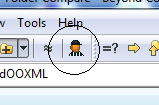 Folder Compare - Beyond Co
Tools Help
≈ =?
dOOXML